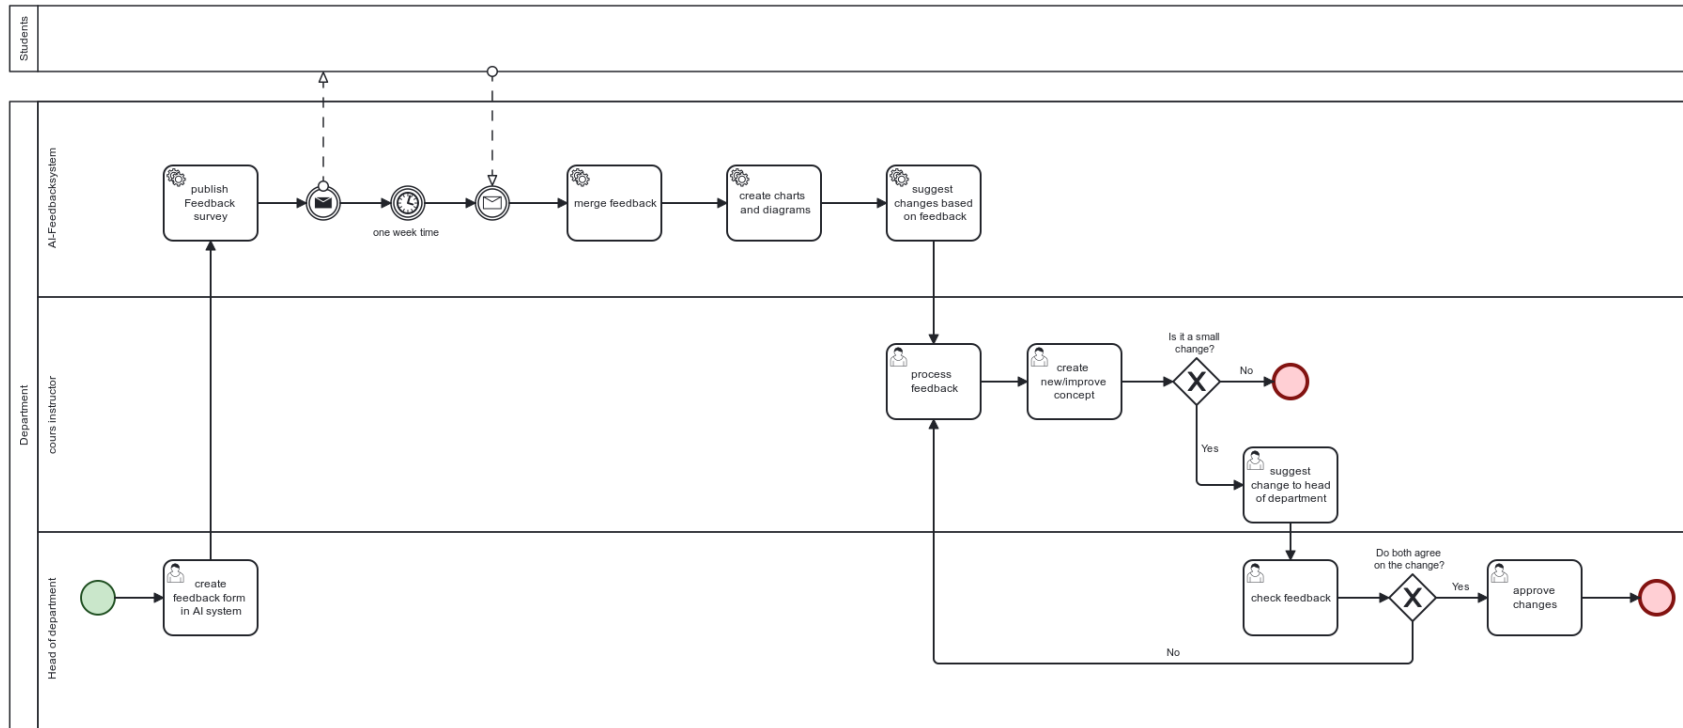 Students
Department
AI-Feedbacksystem
publish
Feedback
survey
one week time
merge feedback
create charts
and diagrams
suggest
changes based
on feedback
cours instructor
process
feedback
create
new/improve
concept
Is it a small
change?
No
Yes
suggest
change to head
of department
Head of department
create
feedback form
in AI system
check feedback
Do both agree
on the change?
Yes
approve
changes
No